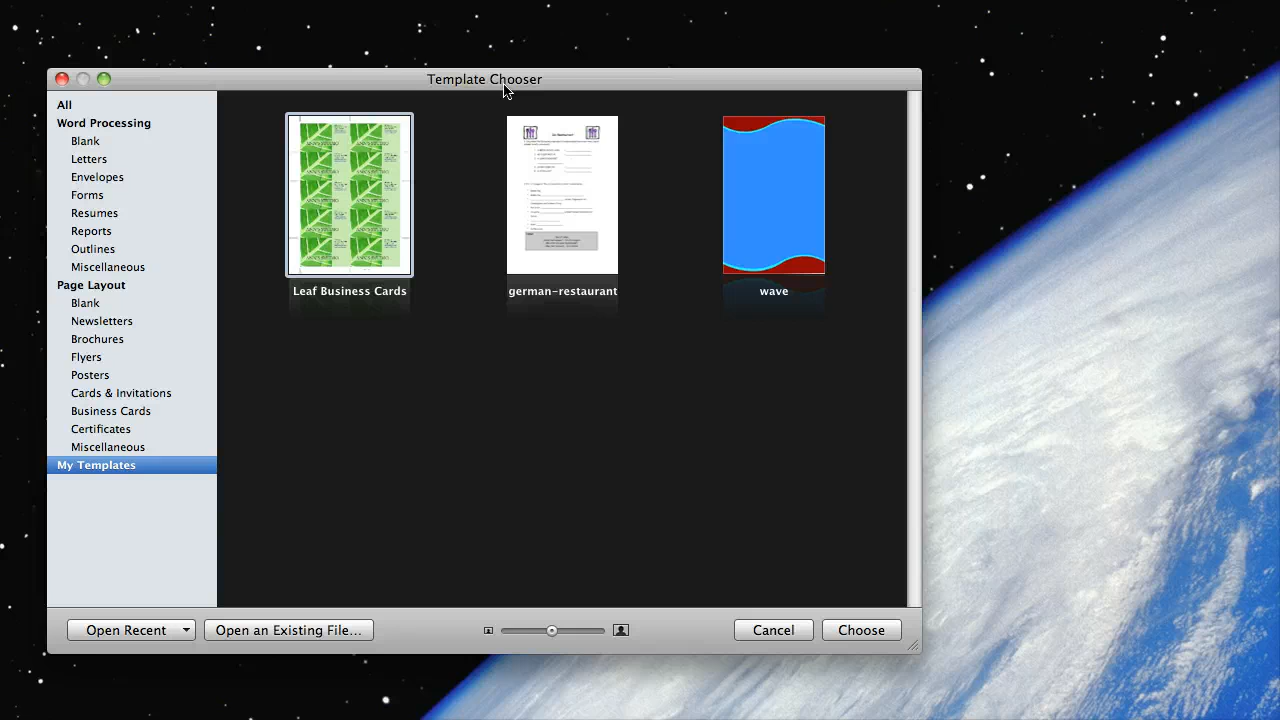 Template Chooser
All
Word Processing
Blank
Letters
Envelopes
Forms
Resumes
Reports
Outlines
Miscellaneous
Page Layout
Blank
Newsletters
Brochures
Flyers
Posters
Cards & Invitations
Business Cards
Certificates
Miscellaneous
My Templates
Leaf Business Cards
german-restaurant
wave
Open Recent
Open an Existing File...
Cancel
Choose